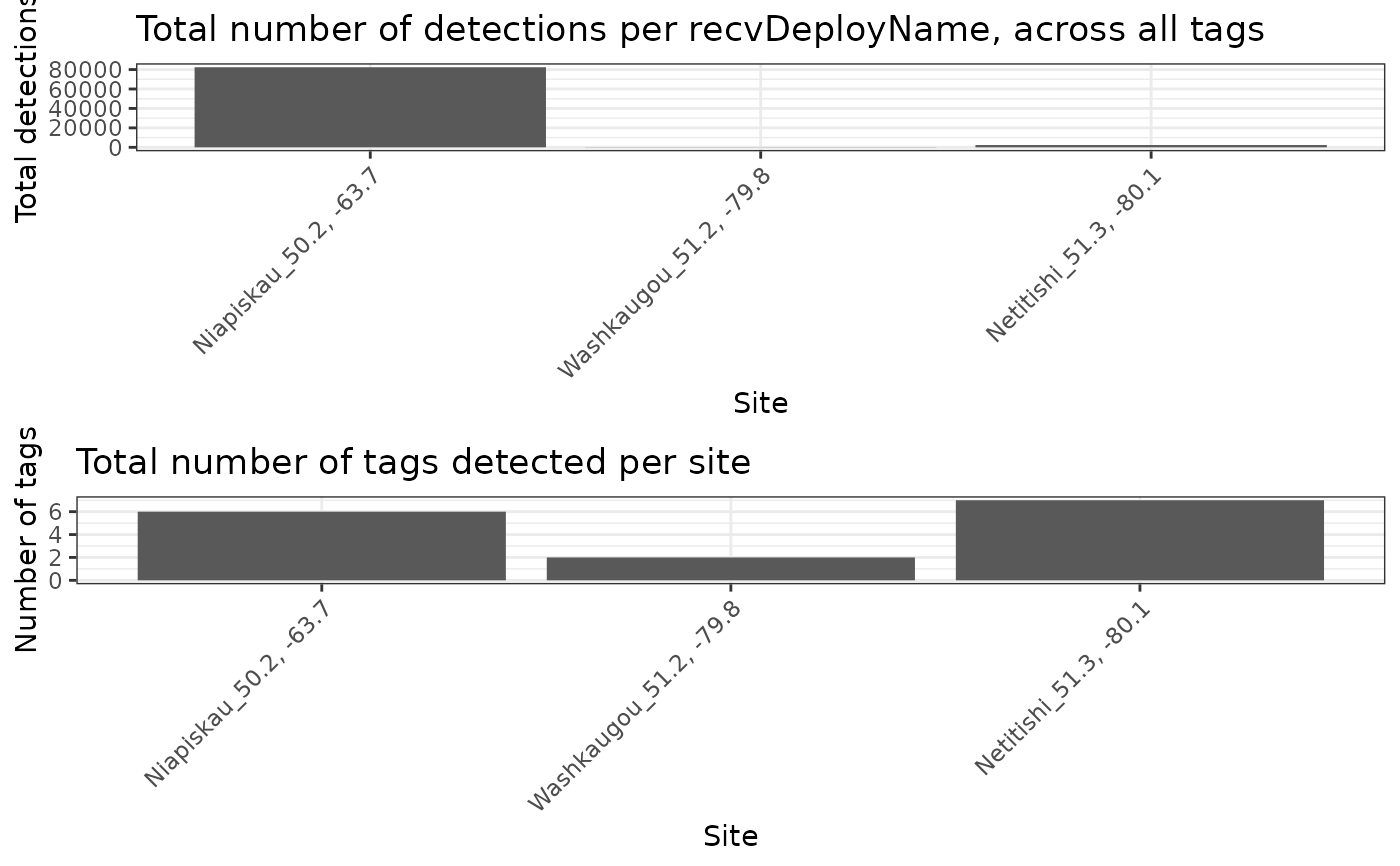 Total number of detections per recvDeployName, across all tags
Total detections
80000
60000
40000
20000
0
Niapiskau_50.2, -63.7
Washkaugou_51.2, -79.8
Netitishi_51.3, -80.1
Site
Total number of tags detected per site
Number of tags
6
4
2
0
Niapiskau_50.2, -63.7
Washkaugou_51.2, -79.8
Netitishi_51.3, -80.1
Site